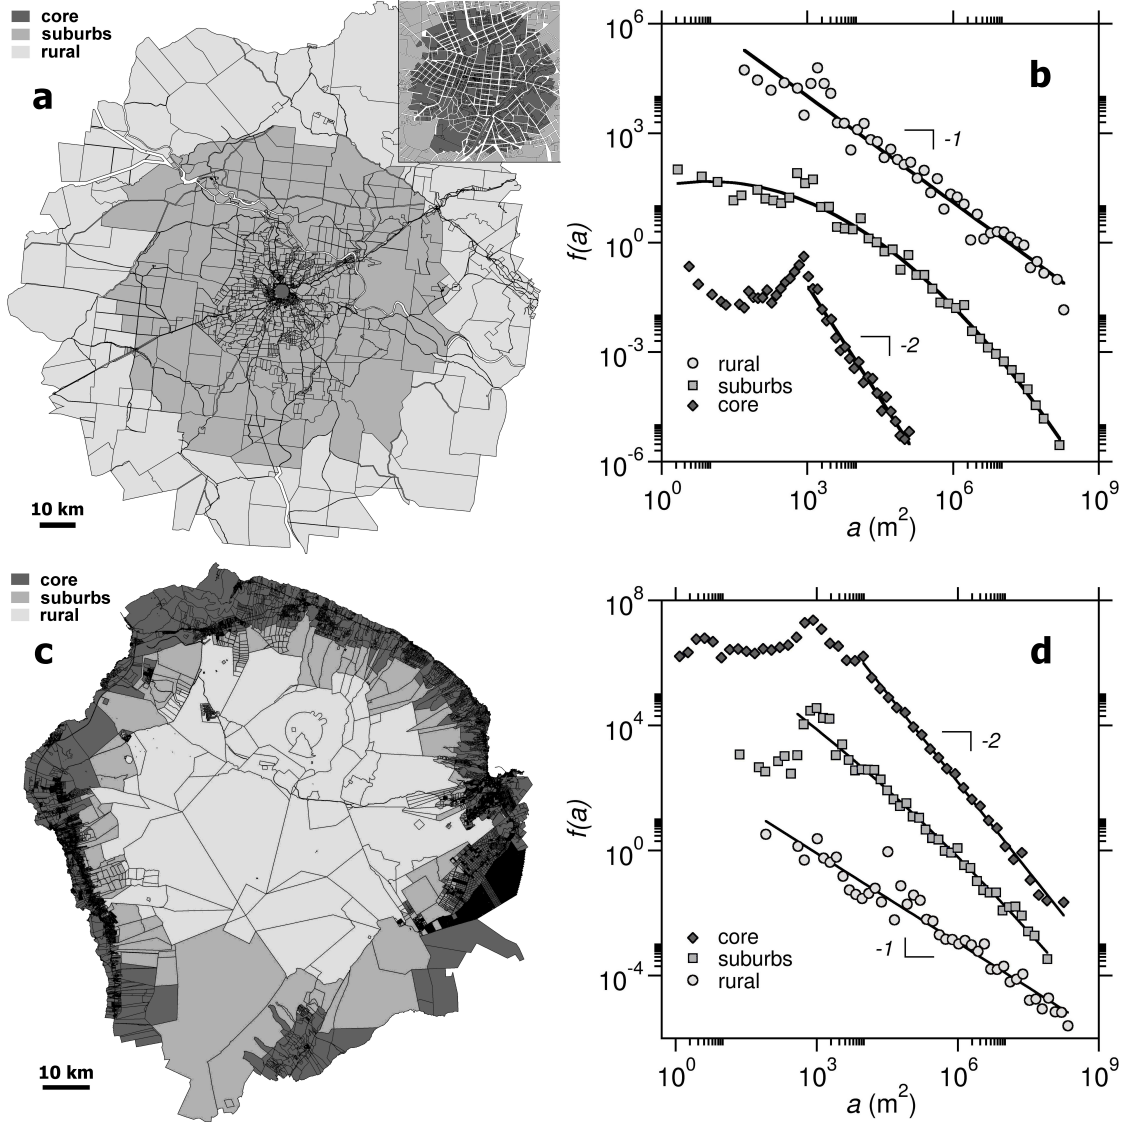 core
suburbs
rural
a
10 km
b
10^6
10^3
10^0
10^-3
10^-6
f(a)
-1
-2
rural
suburbs
core
10^0
10^3
10^6
10^9
a (m^2)
core
suburbs
rural
c
10 km
d
10^8
10^4
10^0
10^-4
f(a)
-2
-1
core
suburbs
rural
10^0
10^3
10^6
10^9
a (m^2)